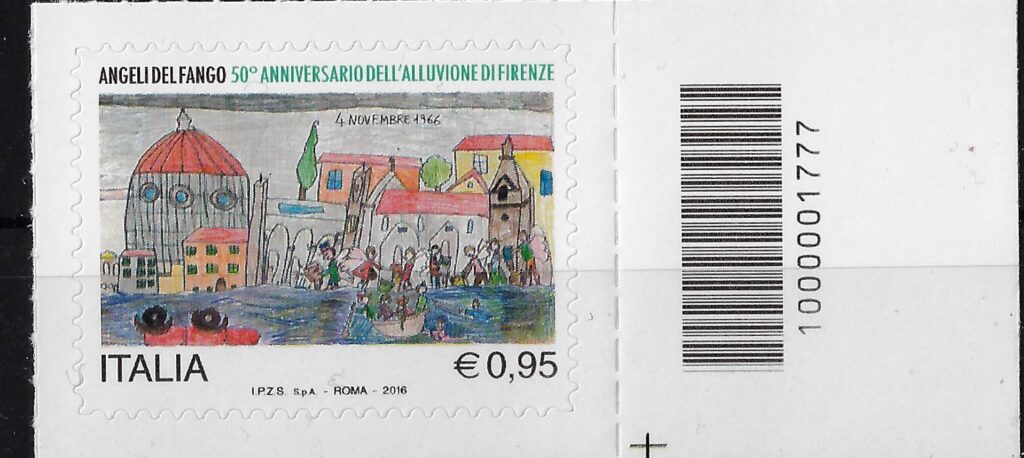 ANGELI DEL FANGO 50° ANNIVERSARIO DELL'ALLUVIONE DI FIRENZE
4 NOVEMBRE 1966
ITALIA
€ 0,95
I.P.Z.S. S.p.A. - ROMA - 2016
1000001777